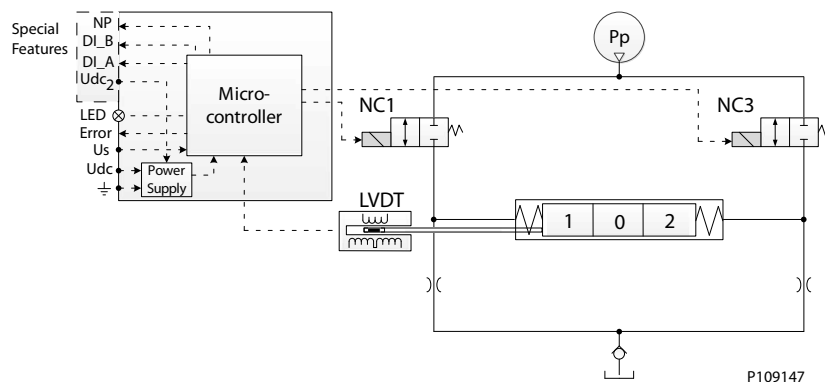 Special
Features
NP
DI_B
DI_A
Udc2
LED
Error
Us
Udc
Micro-
controller
Power
Supply
Pp
NC1
NC3
LVDT
1 0 2
P109147